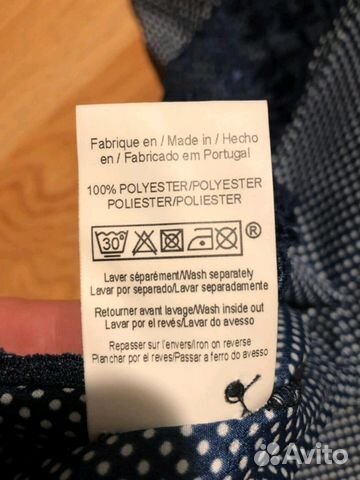 Fabrique en / Made in / Hecho
en / Fabricado em Portugal
100% POLYESTER/POLYESTER
POLIESTER/POLIESTER
30° ®
Laver séparément/Wash separately
Lavar por separado/Lavar separadamente
Retourner avant lavage/Wash inside out
Lavar por el revés/Lavar do avesso
Repasser sur l'envers/Iron on reverse
Planchar por el reves/Passar a ferro do avesso
Avito